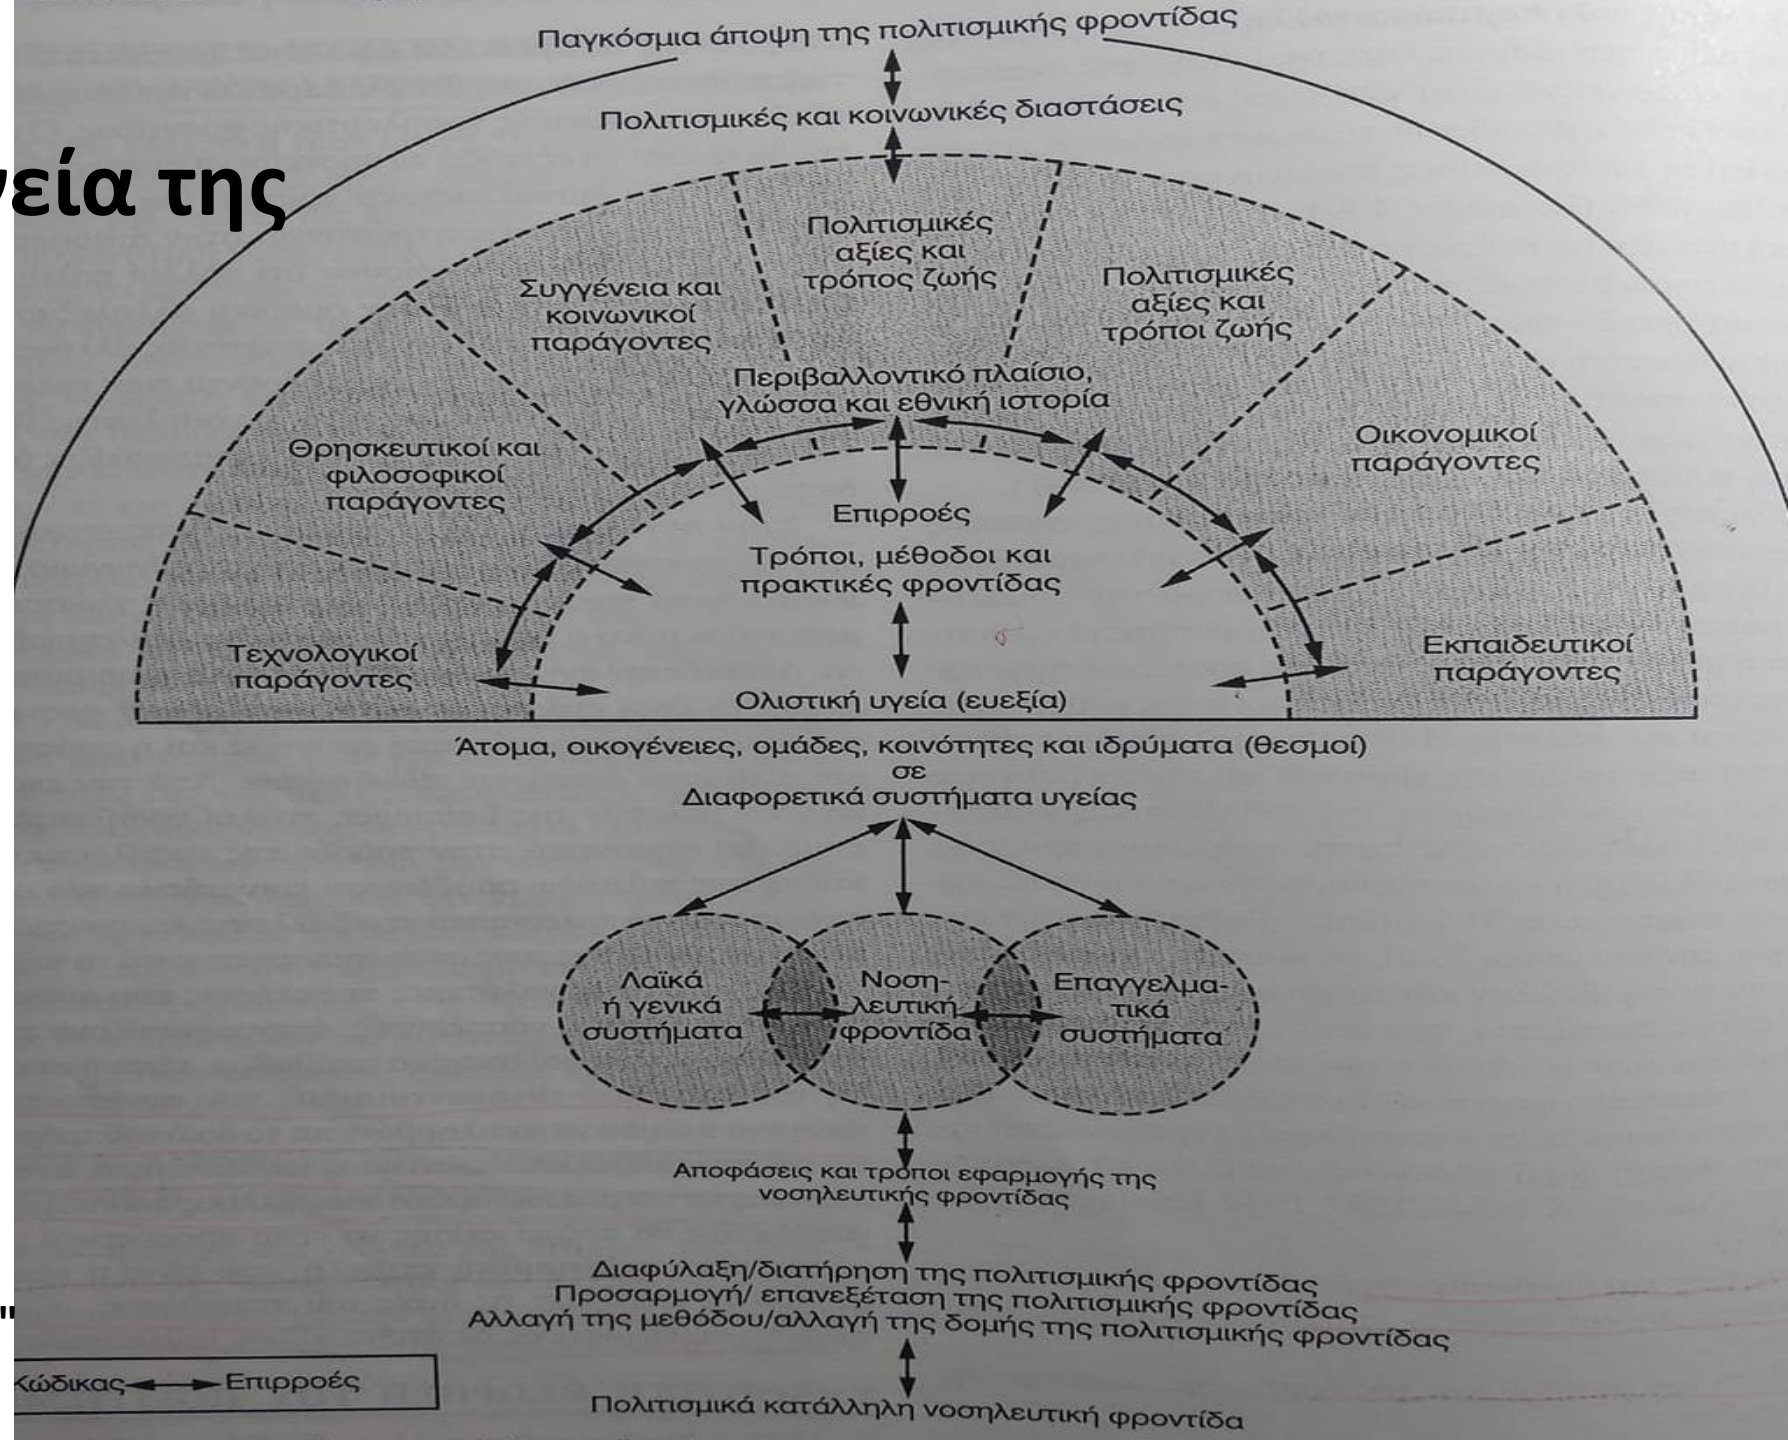 Παγκόσμια άποψη της πολιτισμικής φροντίδας
Πολιτισμικές και κοινωνικές διαστάσεις
νεία της
Πολιτισμικές
αξίες και
τρόπος ζωής
Συγγένεια και
κοινωνικοί
παράγοντες
Πολιτισμικές
αξίες και
τρόποι ζωής
Περιβαλλοντικό πλαίσιο,
γλώσσα και εθνική ιστορία
Θρησκευτικοί και
φιλοσοφικοί
παράγοντες
Οικονομικοί
παράγοντες
Επιρροές
Τρόποι, μέθοδοι και
πρακτικές φροντίδας
Τεχνολογικοί
παράγοντες
Εκπαιδευτικοί
παράγοντες
Ολιστική υγεία (ευεξία)
Άτομα, οικογένειες, ομάδες, κοινότητες και ιδρύματα (θεσμοί)
σε
Διαφορετικά συστήματα υγείας
Λαϊκά
ή γενικά
συστήματα
Νοση-
λευτική
φροντίδα
Επαγγελμα-
τικά
συστήματα
Αποφάσεις και τρόποι εφαρμογής της
νοσηλευτικής φροντίδας
Διαφύλαξη/διατήρηση της πολιτισμικής φροντίδας
Προσαρμογή/ επανεξέταση της πολιτισμικής φροντίδας
Αλλαγή της μεθόδου/αλλαγή της δομής της πολιτισμικής φροντίδας
"
Κώδικας Επιρροές
Πολιτισμικά κατάλληλη νοσηλευτική φροντίδα